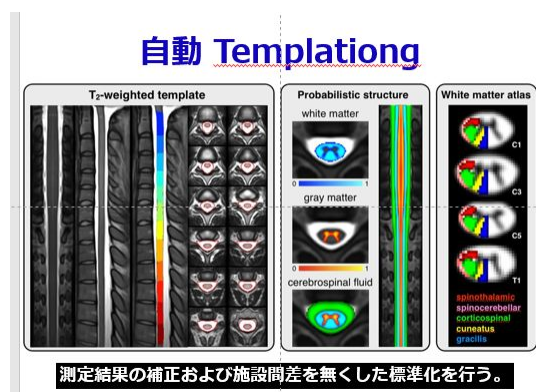 自動 Templationg
T2-weighted template
Probabilistic structure
White matter atlas
white matter
0 1
gray matter
0 1
cerebrospinal fluid
C1
C3
C5
T1
spinothalamic
spinocerebellar
corticospinal
cuneatus
gracilis
測定結果の補正および施設間差を無くした標準化を行う。